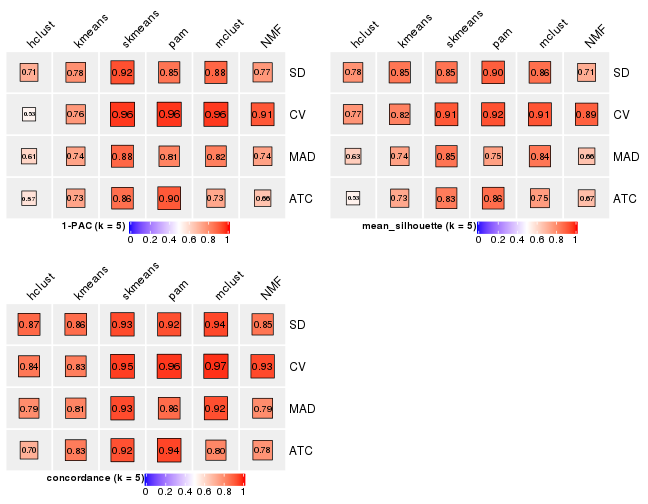 hclust kmeans skmeans pam mclust NMF
0.71 0.78 0.92 0.85 0.88 0.77 SD
0.53 0.76 0.96 0.96 0.96 0.91 CV
0.61 0.74 0.88 0.81 0.82 0.74 MAD
0.57 0.73 0.86 0.90 0.73 0.66 ATC
1-PAC (k = 5)
0 0.2 0.4 0.6 0.8 1
hclust kmeans skmeans pam mclust NMF
0.78 0.85 0.85 0.90 0.86 0.71 SD
0.77 0.82 0.91 0.92 0.91 0.89 CV
0.63 0.74 0.85 0.75 0.84 0.66 MAD
0.53 0.73 0.83 0.86 0.75 0.67 ATC
mean_silhouette (k = 5)
0 0.2 0.4 0.6 0.8 1
hclust kmeans skmeans pam mclust NMF
0.87 0.86 0.93 0.92 0.94 0.85 SD
0.84 0.83 0.95 0.96 0.97 0.93 CV
0.79 0.81 0.93 0.86 0.92 0.79 MAD
0.70 0.83 0.92 0.94 0.80 0.78 ATC
concordance (k = 5)
0 0.2 0.4 0.6 0.8 1